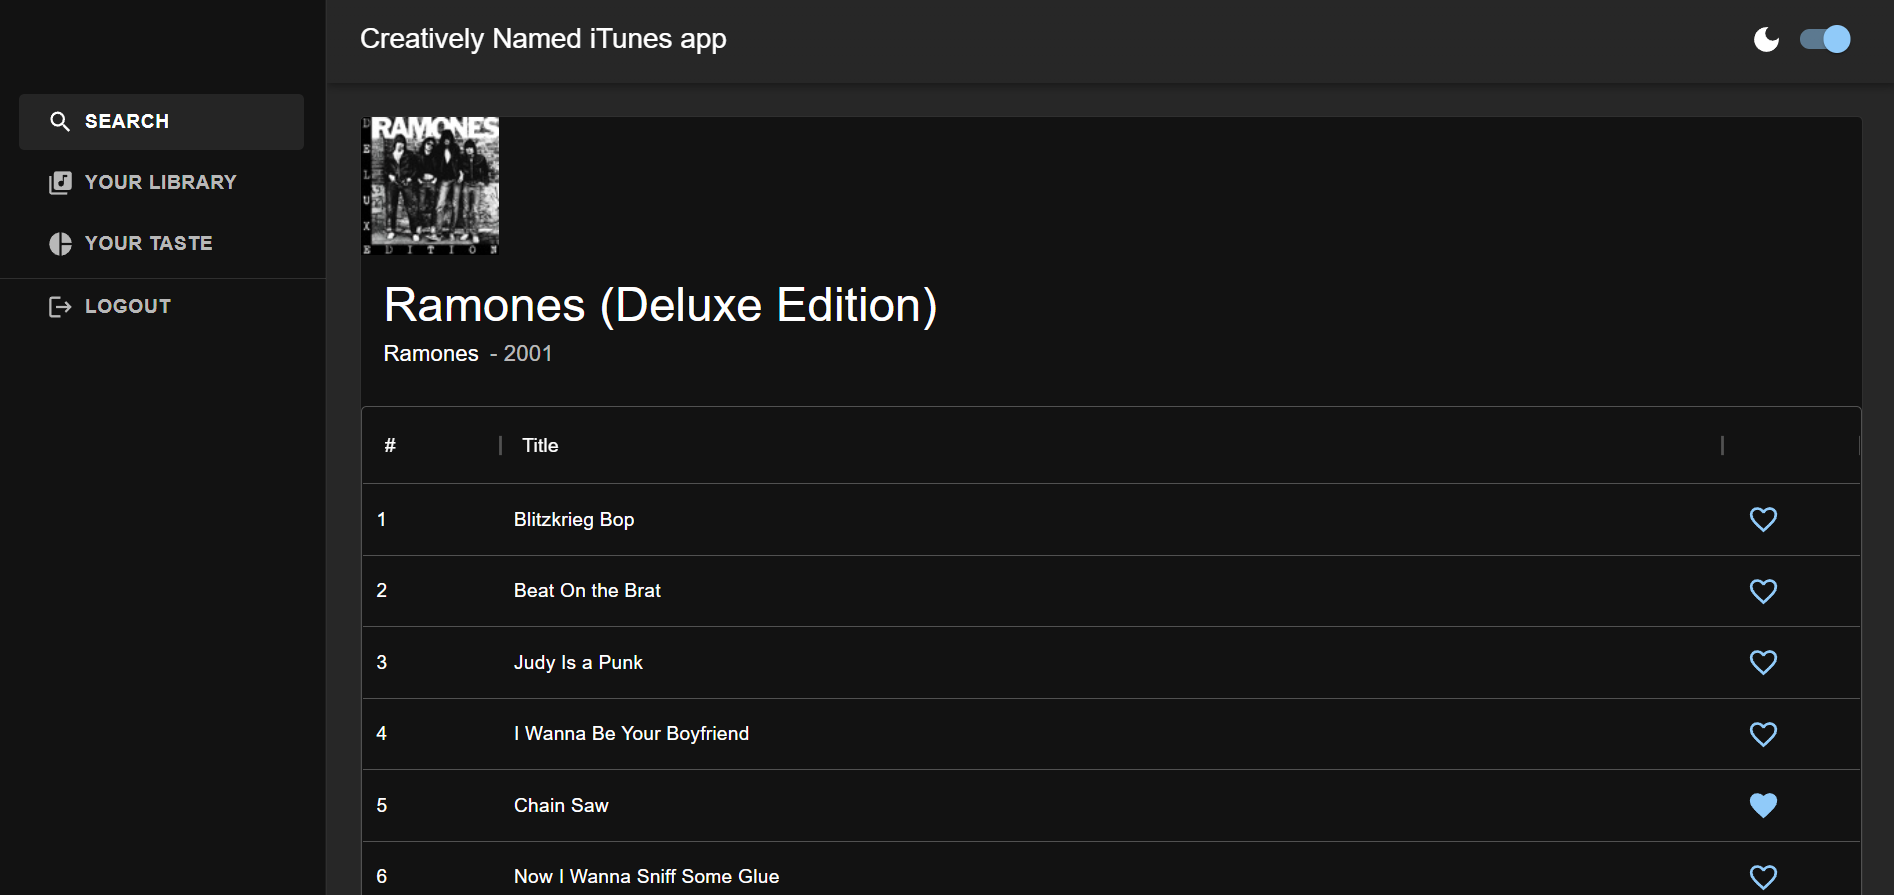 Creatively Named iTunes app
SEARCH
YOUR LIBRARY
YOUR TASTE
LOGOUT
RAMONES
DELUXE
EDITION
Ramones (Deluxe Edition)
Ramones - 2001
# Title
1 Blitzkrieg Bop
2 Beat On the Brat
3 Judy Is a Punk
4 I Wanna Be Your Boyfriend
5 Chain Saw
6 Now I Wanna Sniff Some Glue